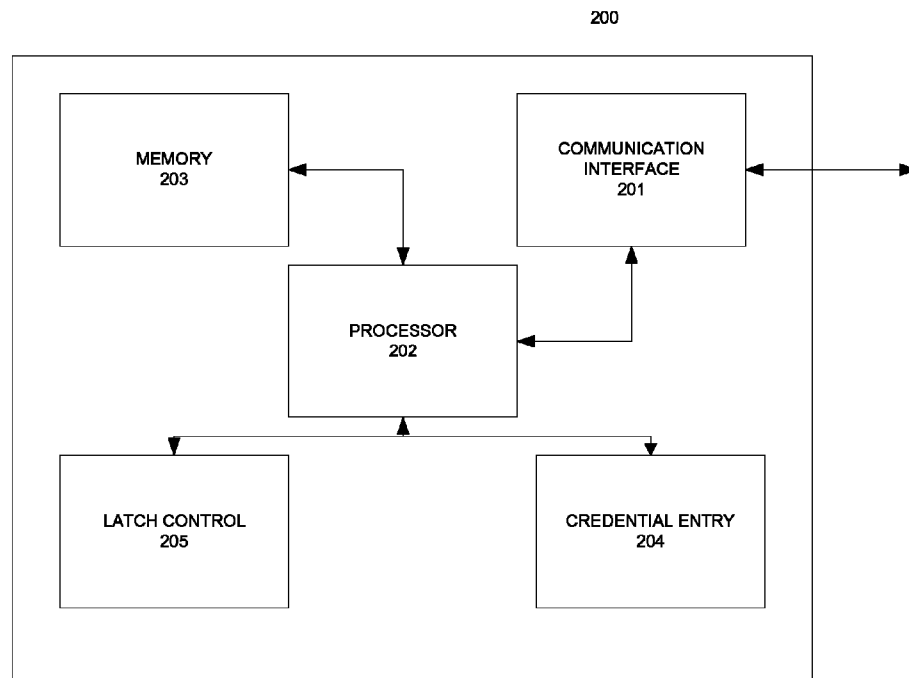 200
MEMORY
203
COMMUNICATION
INTERFACE
201
PROCESSOR
202
LATCH CONTROL
205
CREDENTIAL ENTRY
204